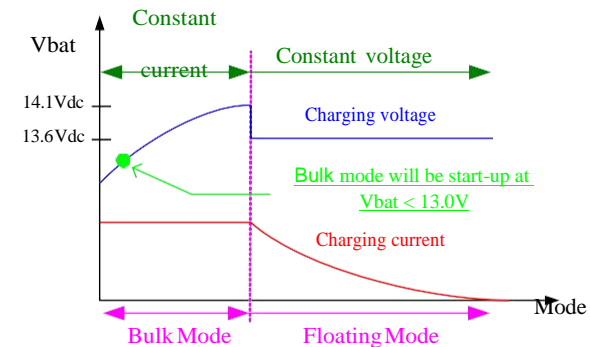 Constant
Vbat
Constant voltage
current
14.1Vdc
Charging voltage
13.6Vdc
Bulk mode will be start-up at
Vbat < 13.0V
Charging current
Mode
Bulk Mode
Floating Mode